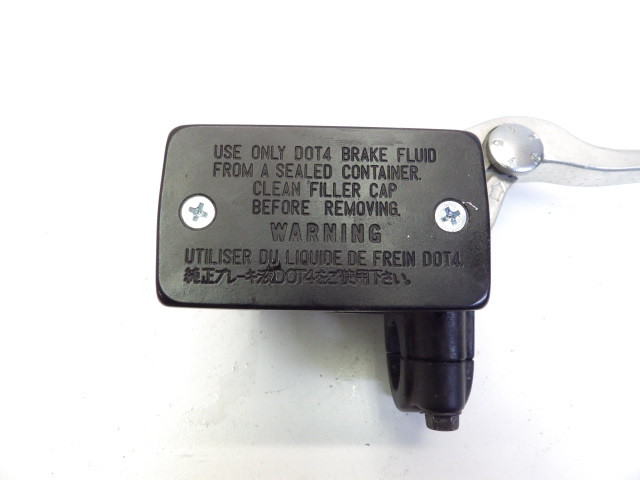 USE ONLY DOT4 BRAKE FLUID
FROM A SEALED CONTAINER.
CLEAN FILLER CAP
BEFORE REMOVING.
WARNING
UTILISER DU LIQUIDE DE FREIN DOT4.
純正ブレーキ液DOT4をご使用下さい。